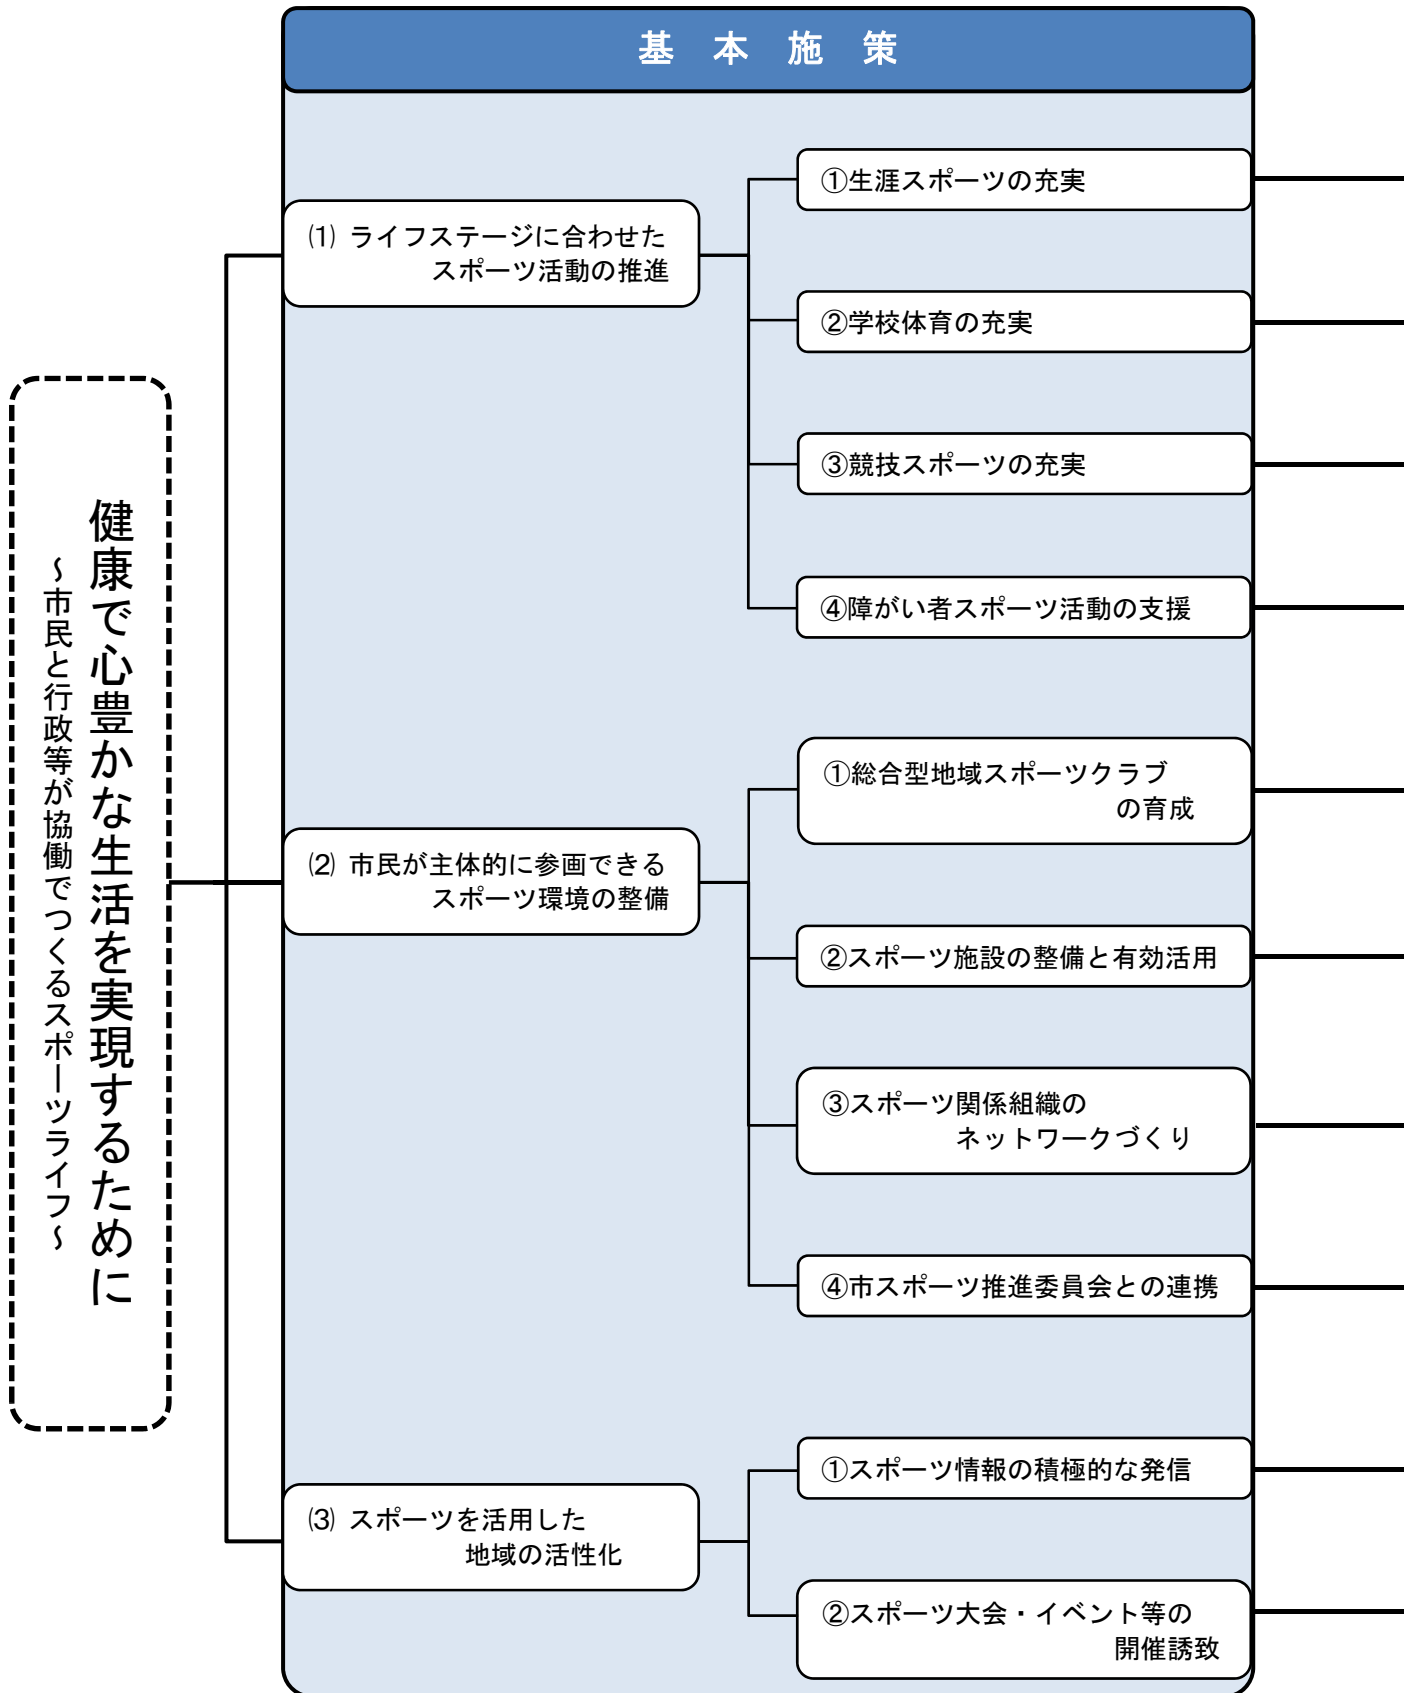 基本施策
健康で心豊かな生活を実現するために
～市民と行政等が協働でつくるスポーツライフ～
⑴ ライフステージに合わせた
スポーツ活動の推進
①生涯スポーツの充実
②学校体育の充実
③競技スポーツの充実
④障がい者スポーツ活動の支援
⑵ 市民が主体的に参画できる
スポーツ環境の整備
①総合型地域スポーツクラブ
の育成
②スポーツ施設の整備と有効活用
③スポーツ関係組織の
ネットワークづくり
④市スポーツ推進委員会との連携
⑶ スポーツを活用した
地域の活性化
①スポーツ情報の積極的な発信
②スポーツ大会・イベント等の
開催誘致